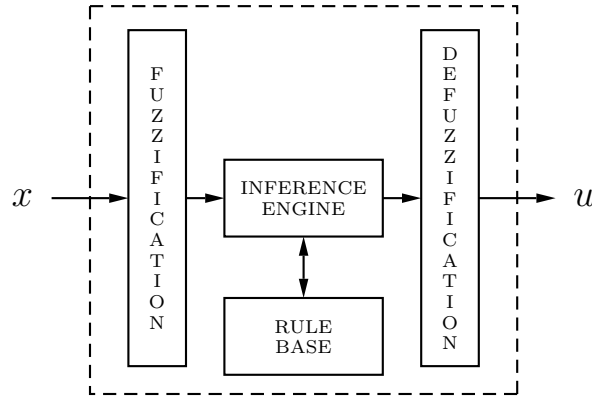 x
FUZZIFICATION
INFERENCE
ENGINE
RULE
BASE
DEFUZZIFICATION
u